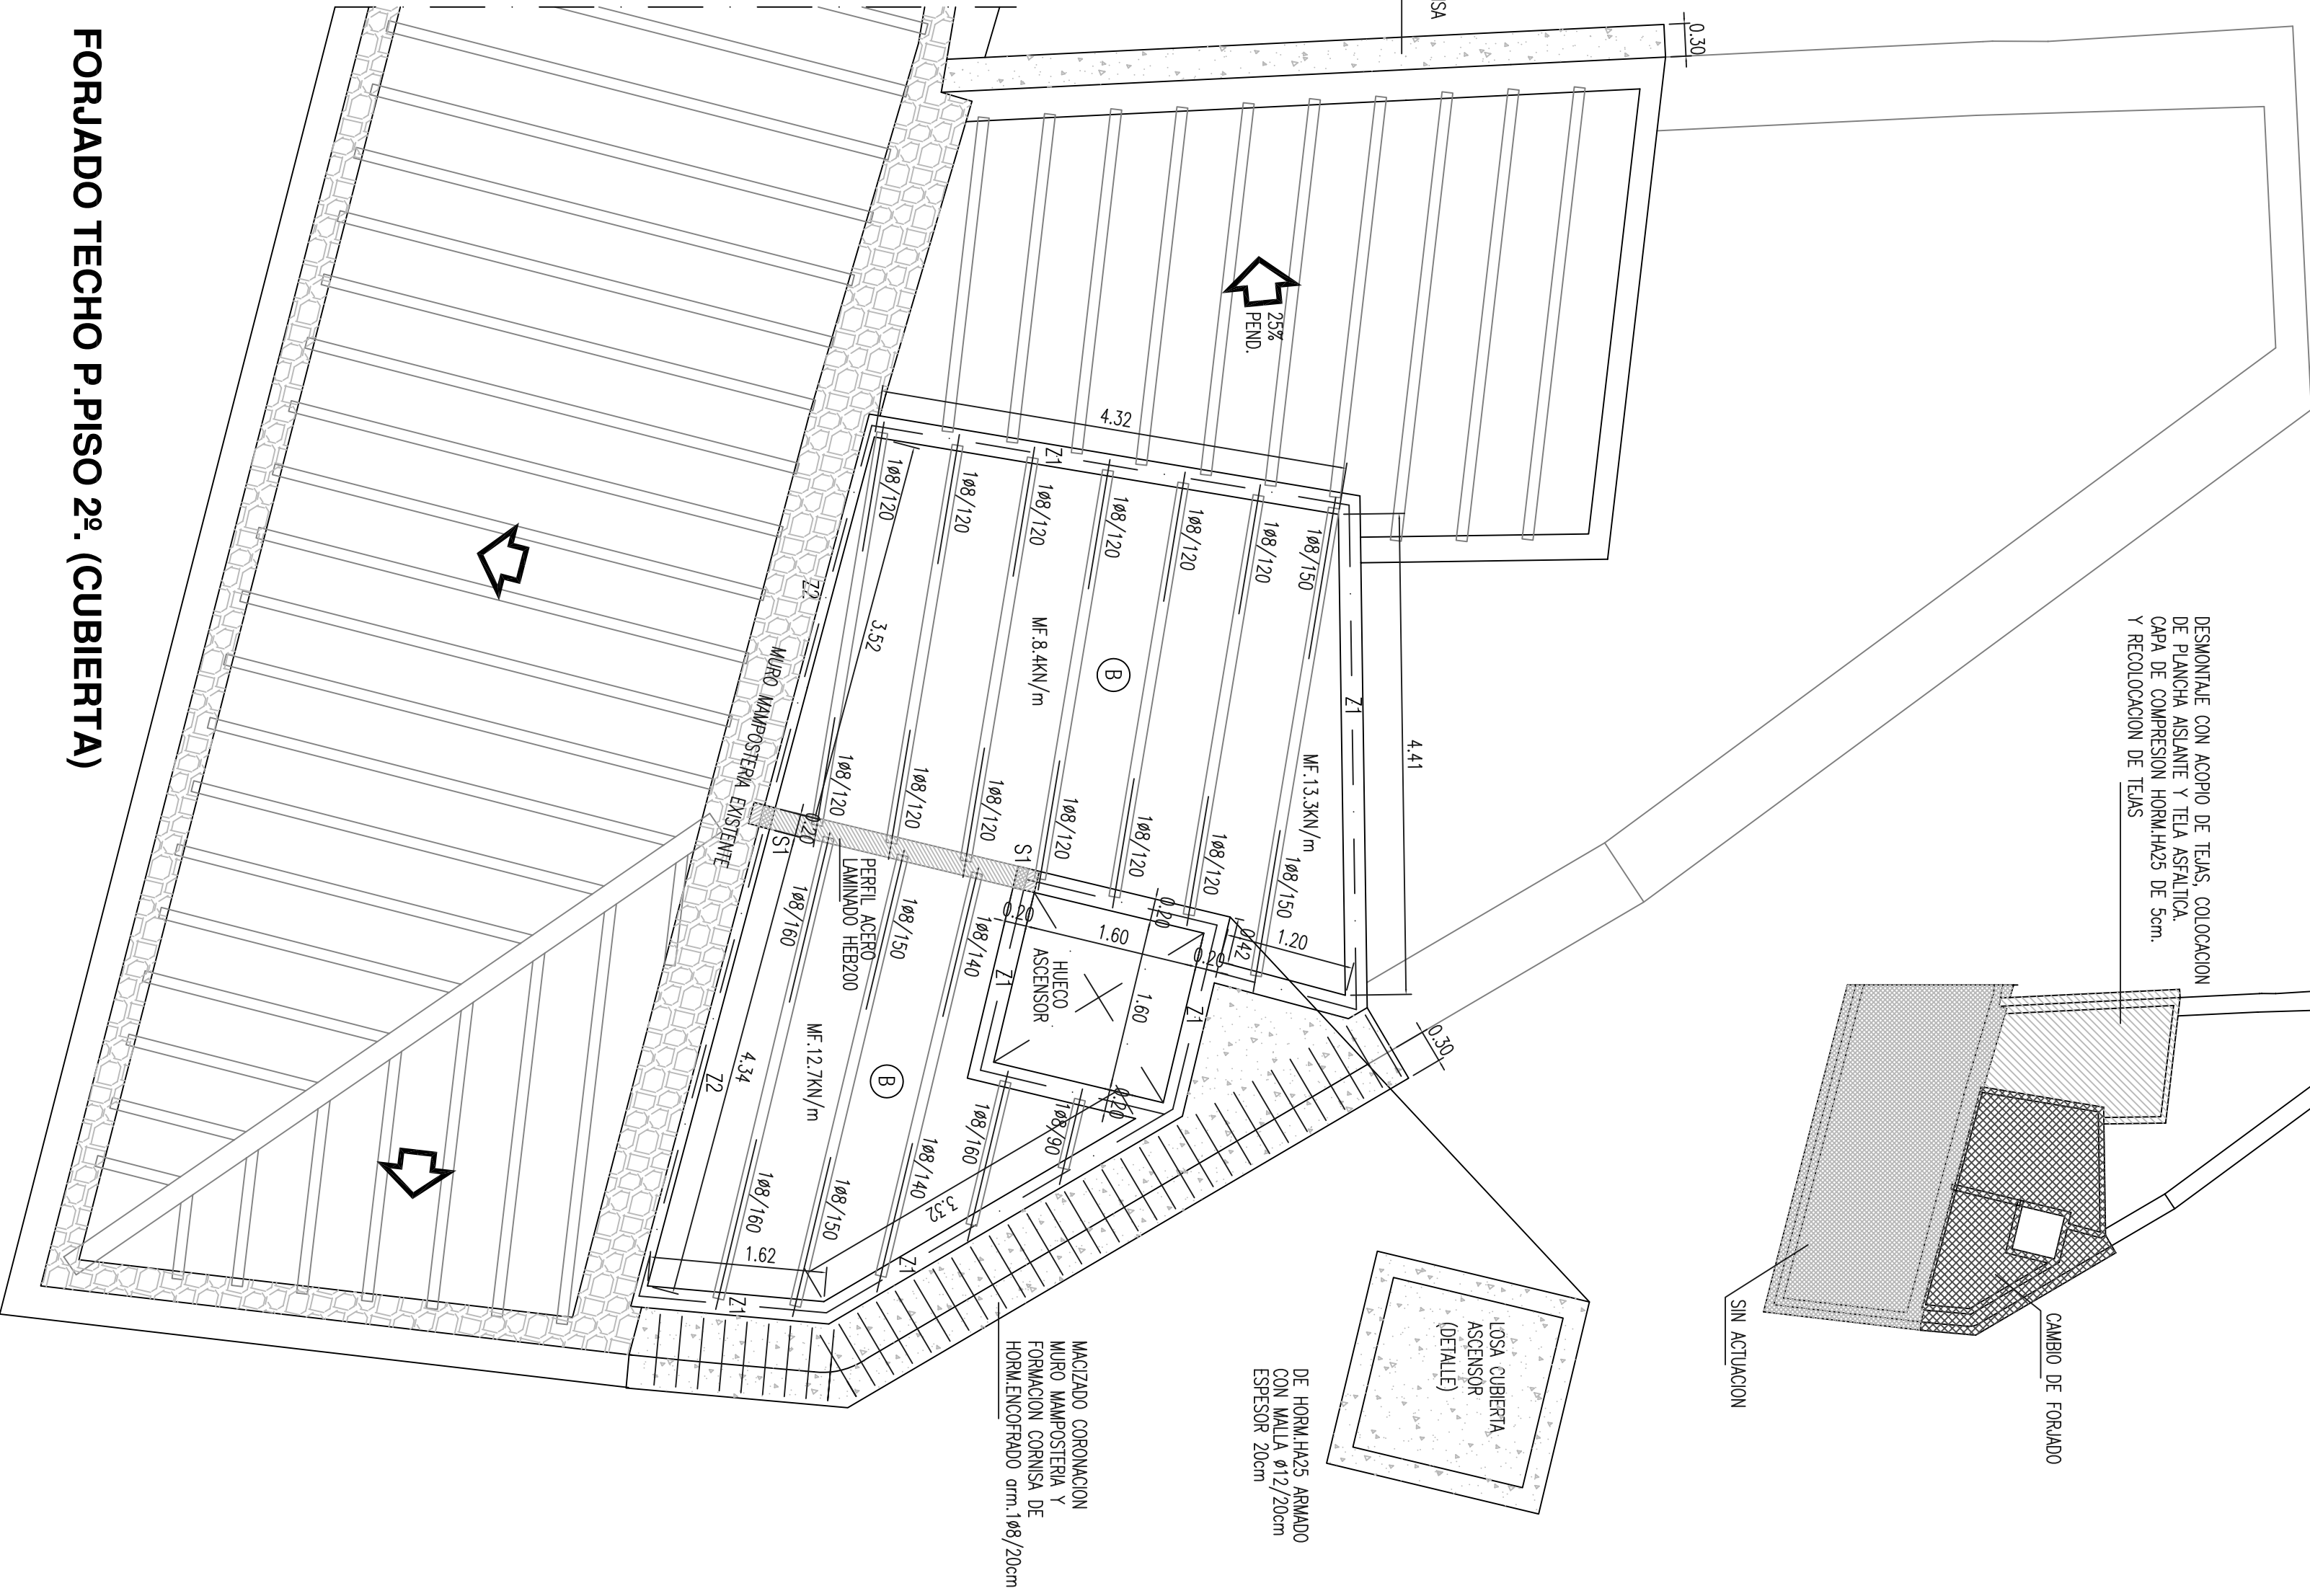 FORJADO TECHO P.PISO 2º. (CUBIERTA)
0.30
25%
PEND.
4.32
Z1
1ø8/120
1ø8/120
1ø8/120
1ø8/120
1ø8/120
1ø8/120
1ø8/150
Z2
3.52
MF.8.4KN/m
B
Z1
4.41
MF.13.3KN/m
MURO MAMPOSTERIA EXISTENTE
1ø8/120
1ø8/120
1ø8/120
1ø8/120
1ø8/120
1ø8/120
1ø8/150
0.20
S1
S1
PERFIL ACERO
LAMINADO HEB200
1ø8/160
1ø8/150
1ø8/140
0.20
1.60
0.20
0.20
0.42
1.20
Z1
HUECO
ASCENSOR
1.60
Z1
0.20
0.30
4.34
Z2
MF.12.7KN/m
B
1ø8/160
1ø8/90
1ø8/160
1ø8/150
1ø8/140
3.32
1.62
Z1
Z1
MACIZADO CORONACION
MURO MAMPOSTERIA Y
FORMACION CORNISA DE
HORM.ENCOFRADO arm.1ø8/20cm
LOSA CUBIERTA
ASCENSOR
(DETALLE)
DE HORM.HA25 ARMADO
CON MALLA ø12/20cm
ESPESOR 20cm
DESMONTAJE CON ACOPIO DE TEJAS, COLOCACION
DE PLANCHA AISLANTE Y TELA ASFALTICA.
CAPA DE COMPRESION HORM.HA25 DE 5cm.
Y RECOLOCACION DE TEJAS
SIN ACTUACION
CAMBIO DE FORJADO